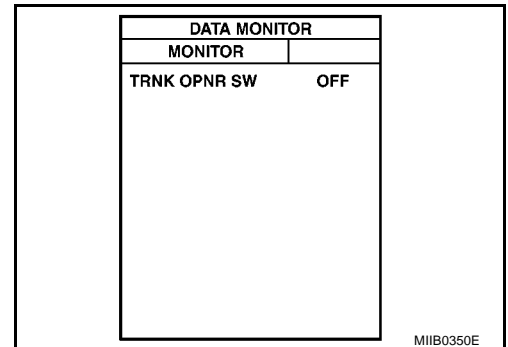 DATA MONITOR
MONITOR
TRNK OPNR SW OFF
MIIB0350E